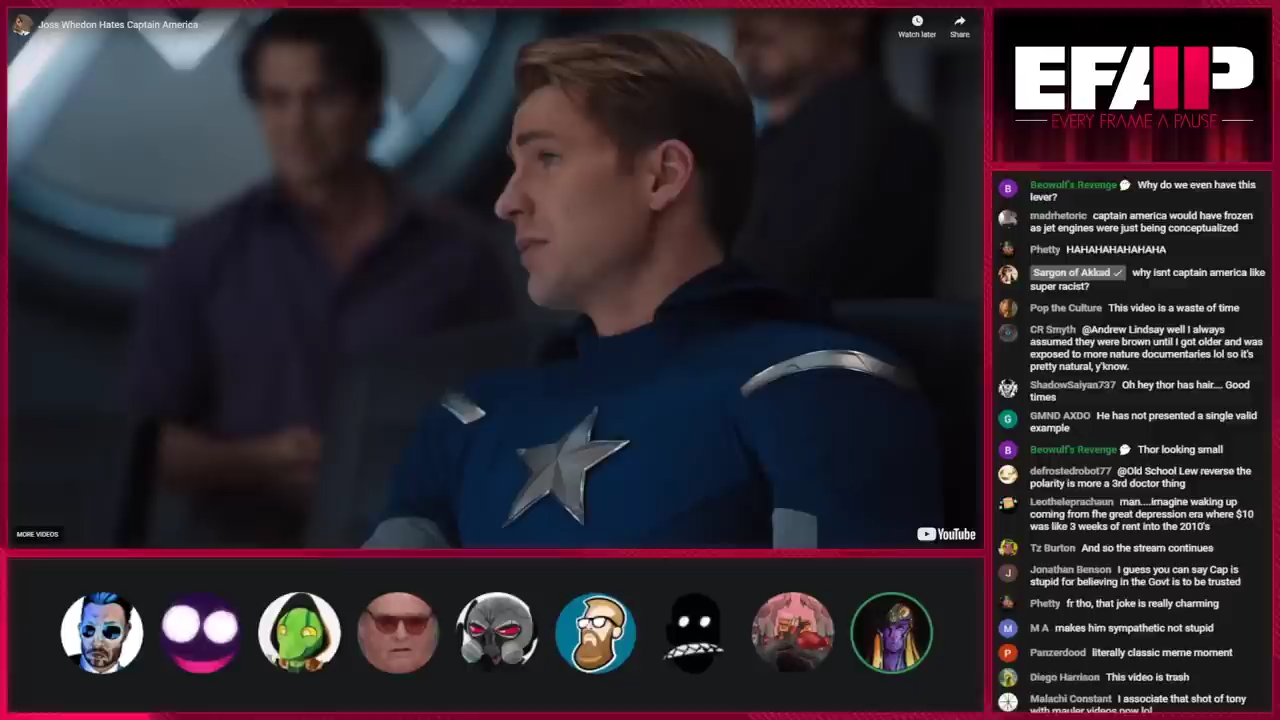 Joss Whedon Hates Captain America
Watch later
Share
MORE VIDEOS
YouTube
EFAP
EVERY FRAME A PAUSE
B
Beowulf's Revenge Why do we even have this
lever?
madrhetoric captain america would have frozen
as jet engines were just being conceptualized
Phetty HAHAHAHAHAHAHA
Sargon of Akkad ✓ why isnt captain america like
super racist?
Pop the Culture This video is a waste of time
CR Smyth @Andrew Lindsay well I always
assumed they were brown until I got older and was
exposed to more nature documentaries lol so it's
pretty natural, y'know.
ShadowSaiyan737 Oh hey thor has hair.... Good
times
G
GMND AXDO He has not presented a single valid
example
B
Beowulf's Revenge Thor looking small
defrostedrobot77 @Old School Lew reverse the
polarity is more a 3rd doctor thing
Leotheleprachaun man....imagine waking up
coming from fhe great depression era where $10
was like 3 weeks of rent into the 2010's
Tz Burton And so the stream continues
J
Jonathan Benson I guess you can say Cap is
stupid for believing in the Govt is to be trusted
Phetty fr tho, that joke is really charming
M
M A makes him sympathetic not stupid
P
Panzerdood literally classic meme moment
Diego Harrison This video is trash
Malachi Constant I associate that shot of tony
with mauler videos now lol